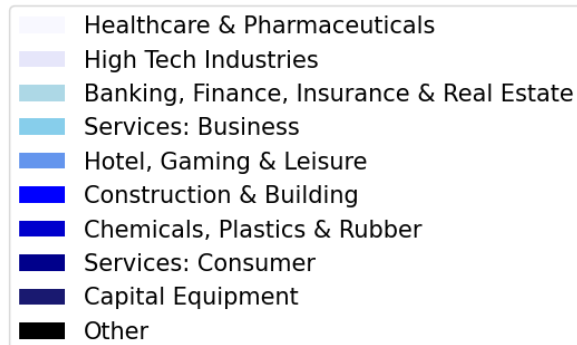 Healthcare & Pharmaceuticals
High Tech Industries
Banking, Finance, Insurance & Real Estate
Services: Business
Hotel, Gaming & Leisure
Construction & Building
Chemicals, Plastics & Rubber
Services: Consumer
Capital Equipment
Other